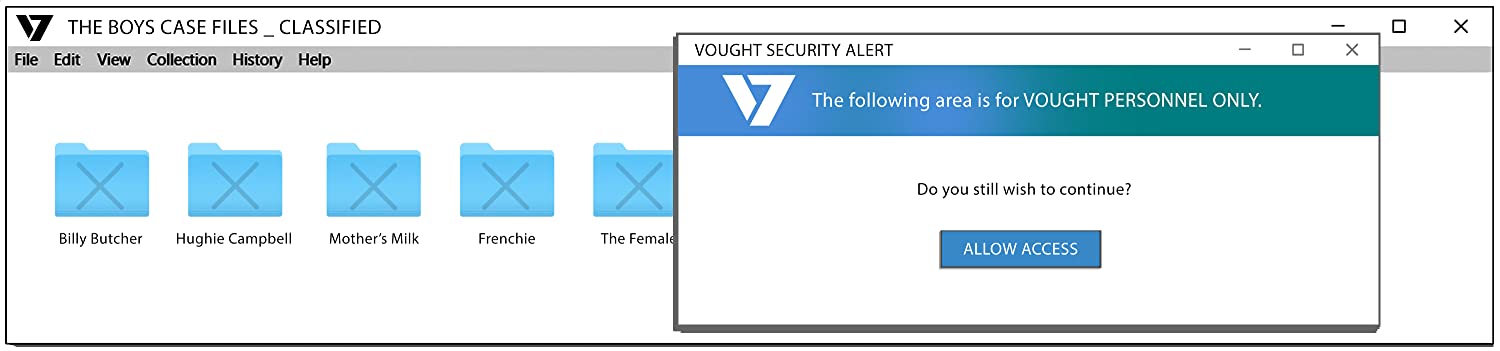 THE BOYS CASE FILES _ CLASSIFIED
File Edit View Collection History Help
VOUGHT SECURITY ALERT
The following area is for VOUGHT PERSONNEL ONLY.
Do you still wish to continue?
ALLOW ACCESS
Billy Butcher
Hughie Campbell
Mother's Milk
Frenchie
The Female